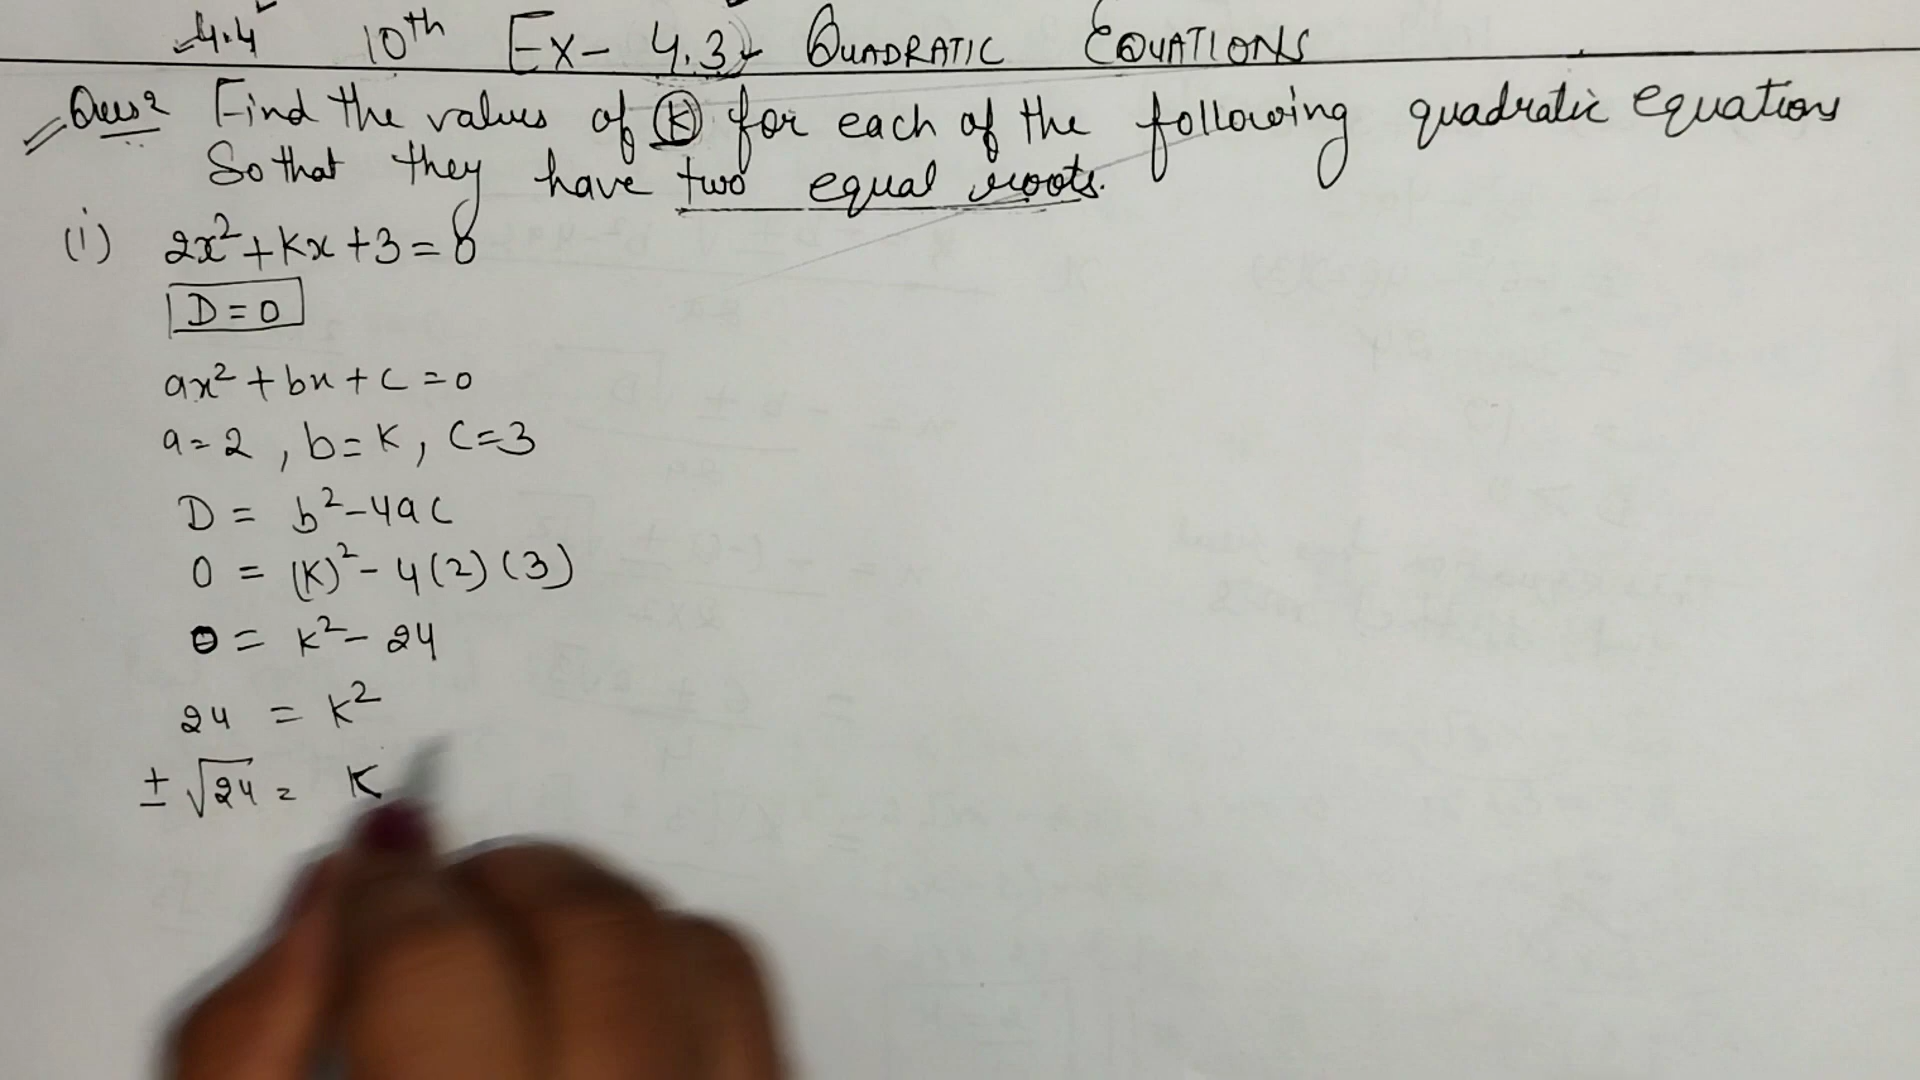 4.4 10th Ex- 4.3 QUADRATIC EQUATIONS
Ques 2 Find the values of K for each of the following quadratic equations
So that they have two equal roots.
(i) 2x²+Kx+3=0
D=0
ax²+bx+c=0
a=2, b=K, C=3
D = b²-4ac
0 = (K)²-4(2)(3)
0 = K²-24
24 = K²
±√24 = K